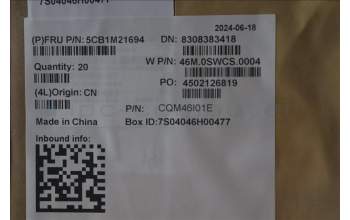 7S04046H00477
2024-06-18
(P)FRU P/N: 5CB1M21694 DN: 8308383418
W P/N: 46M.0SWCS.0004
Quantity: 20
PO: 4502126819
(4L)Origin: CN
P/N: CQM46I01E
Made in China Box ID:7S04046H00477
Inbound info: